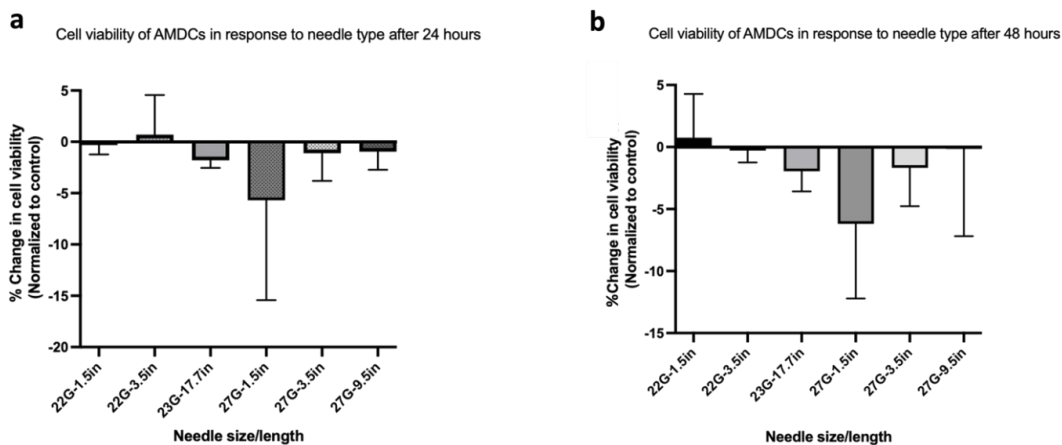 a
Cell viability of AMDCs in response to needle type after 24 hours
% Change in cell viability
(Normalized to control)
5
0
-5
-10
-15
-20
22G-1.5in
22G-3.5in
23G-17.7in
27G-1.5in
27G-3.5in
27G-9.5in
Needle size/length
b
Cell viability of AMDCs in response to needle type after 48 hours
%Change in cell viability
(Normalized to control)
5
0
-5
-10
-15
22G-1.5in
22G-3.5in
23G-17.7in
27G-1.5in
27G-3.5in
27G-9.5in
Needle size/length